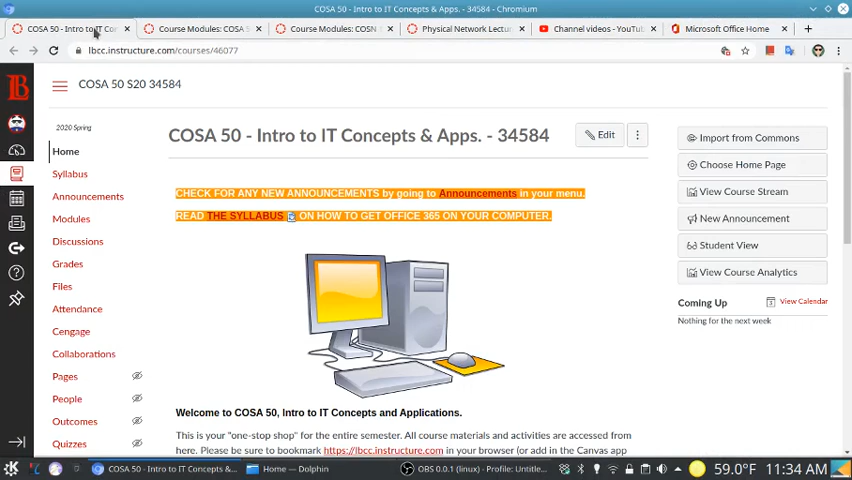 COSA 50 - Intro to IT Concepts & Apps. - 34584 - Chromium
COSA 50 - Intro to IT Con
Course Modules: COSA 5
Course Modules: COSN
Physical Network Lectur
Channel videos - YouTu
Microsoft Office Home
lbcc.instructure.com/courses/46077
COSA 50 S20 34584
2020 Spring
Home
Syllabus
Announcements
Modules
Discussions
Grades
Files
Attendance
Cengage
Collaborations
Pages
People
Outcomes
Quizzes
COSA 50 - Intro to IT Concepts & Apps. - 34584
Edit
CHECK FOR ANY NEW ANNOUNCEMENTS by going to Announcements in your menu.
READ THE SYLLABUS ON HOW TO GET OFFICE 365 ON YOUR COMPUTER.
Welcome to COSA 50, Intro to IT Concepts and Applications.
This is your "one-stop shop" for the entire semester. All course materials and activities are accessed from
here. Please be sure to bookmark https://lbcc.instructure.com in your browser (or add in the Canvas app
Import from Commons
Choose Home Page
View Course Stream
New Announcement
Student View
View Course Analytics
Coming Up
View Calendar
Nothing for the next week
COSA 50 - Intro to IT Concepts &...
Home — Dolphin
OBS 0.0.1 (linux) - Profile: Untitle...
59.0°F
11:34 AM